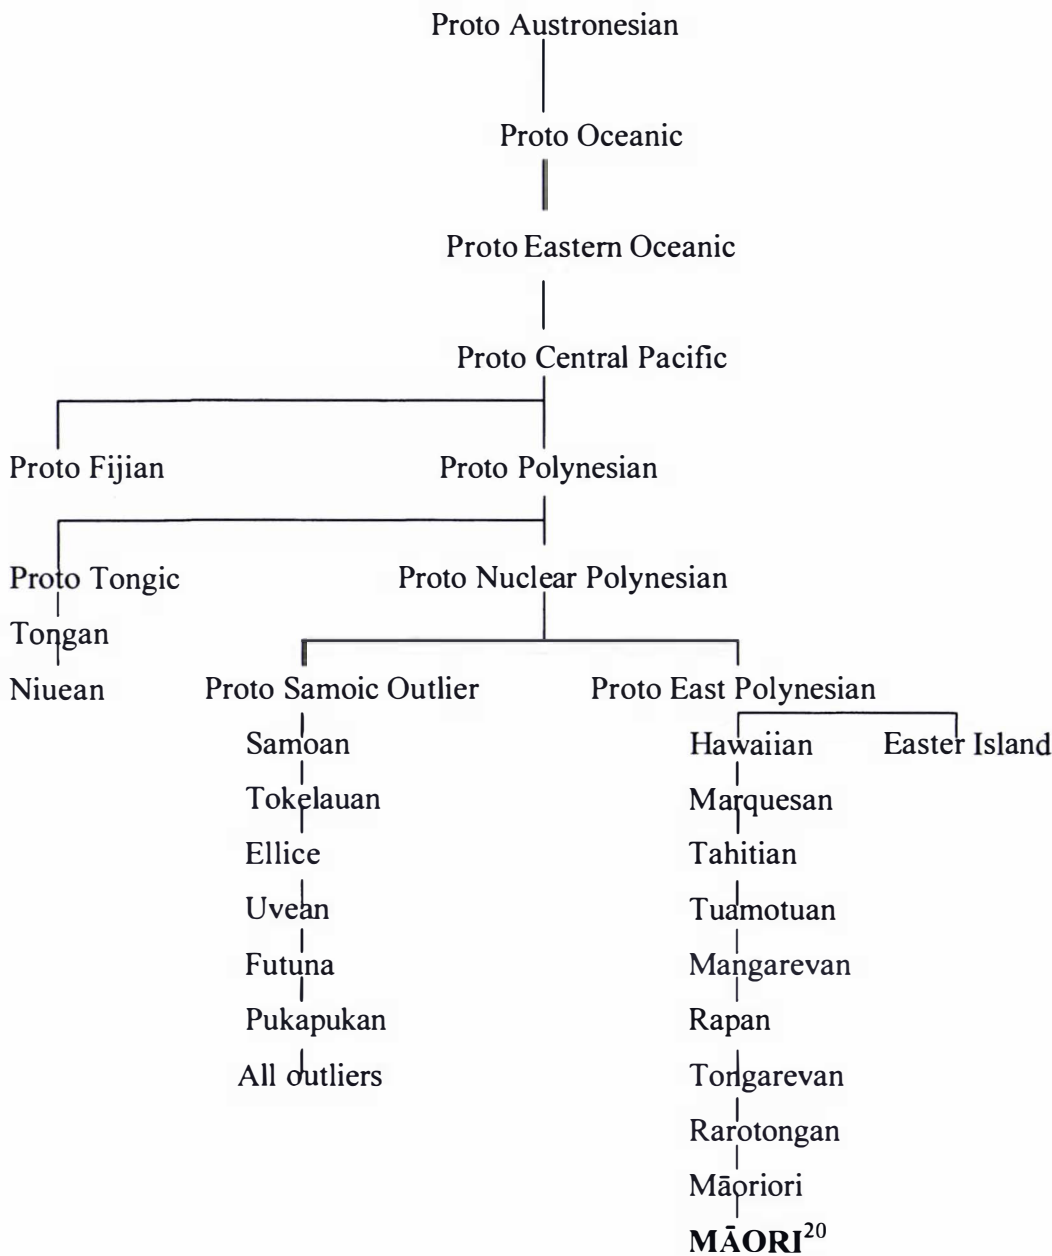 Proto Austronesian
Proto Oceanic
Proto Eastern Oceanic
Proto Central Pacific
Proto Fijian Proto Polynesian
Proto Tongic Proto Nuclear Polynesian
Tongan
Niuean Proto Samoic Outlier Proto East Polynesian
Samoan Hawaiian Easter Island
Tokelauan Marquesan
Ellice Tahitian
Uvean Tuamotuan
Futuna Mangarevan
Pukapukan Rapan
All outliers Tongarevan
Rarotongan
Māoriori
MĀORI20